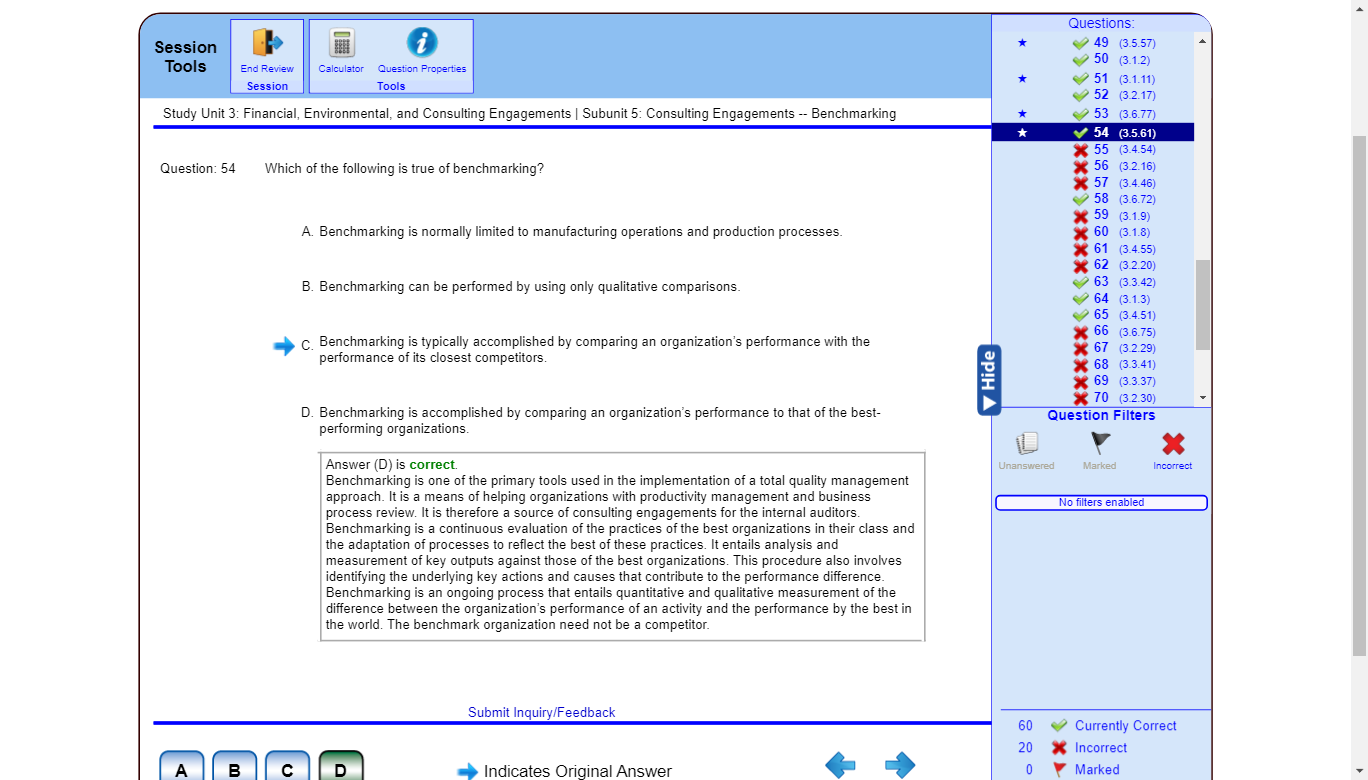 Session
Tools
End Review
Session
Calculator
Question Properties
Tools
Study Unit 3: Financial, Environmental, and Consulting Engagements | Subunit 5: Consulting Engagements -- Benchmarking
Question: 54
Which of the following is true of benchmarking?
A. Benchmarking is normally limited to manufacturing operations and production processes.
B. Benchmarking can be performed by using only qualitative comparisons.
C. Benchmarking is typically accomplished by comparing an organization's performance with the
performance of its closest competitors.
D. Benchmarking is accomplished by comparing an organization's performance to that of the best-
performing organizations.
Answer (D) is correct.
Benchmarking is one of the primary tools used in the implementation of a total quality management
approach. It is a means of helping organizations with productivity management and business
process review. It is therefore a source of consulting engagements for the internal auditors.
Benchmarking is a continuous evaluation of the practices of the best organizations in their class and
the adaptation of processes to reflect the best of these practices. It entails analysis and
measurement of key outputs against those of the best organizations. This procedure also involves
identifying the underlying key actions and causes that contribute to the performance difference.
Benchmarking is an ongoing process that entails quantitative and qualitative measurement of the
difference between the organization's performance of an activity and the performance by the best in
the world. The benchmark organization need not be a competitor.
Submit Inquiry/Feedback
A
B
C
D
Indicates Original Answer
Questions:
49 (3.5.57)
50 (3.1.2)
51 (3.1.11)
52 (3.2.17)
53 (3.6.77)
54 (3.5.61)
55 (3.4.54)
56 (3.2.16)
57 (3.4.46)
58 (3.6.72)
59 (3.1.9)
60 (3.1.8)
61 (3.4.55)
62 (3.2.20)
63 (3.3.42)
64 (3.1.3)
65 (3.4.51)
66 (3.6.75)
67 (3.2.29)
68 (3.3.41)
69 (3.3.37)
70 (3.2.30)
Hide
Question Filters
Unanswered
Marked
Incorrect
No filters enabled
60 Currently Correct
20 Incorrect
0 Marked